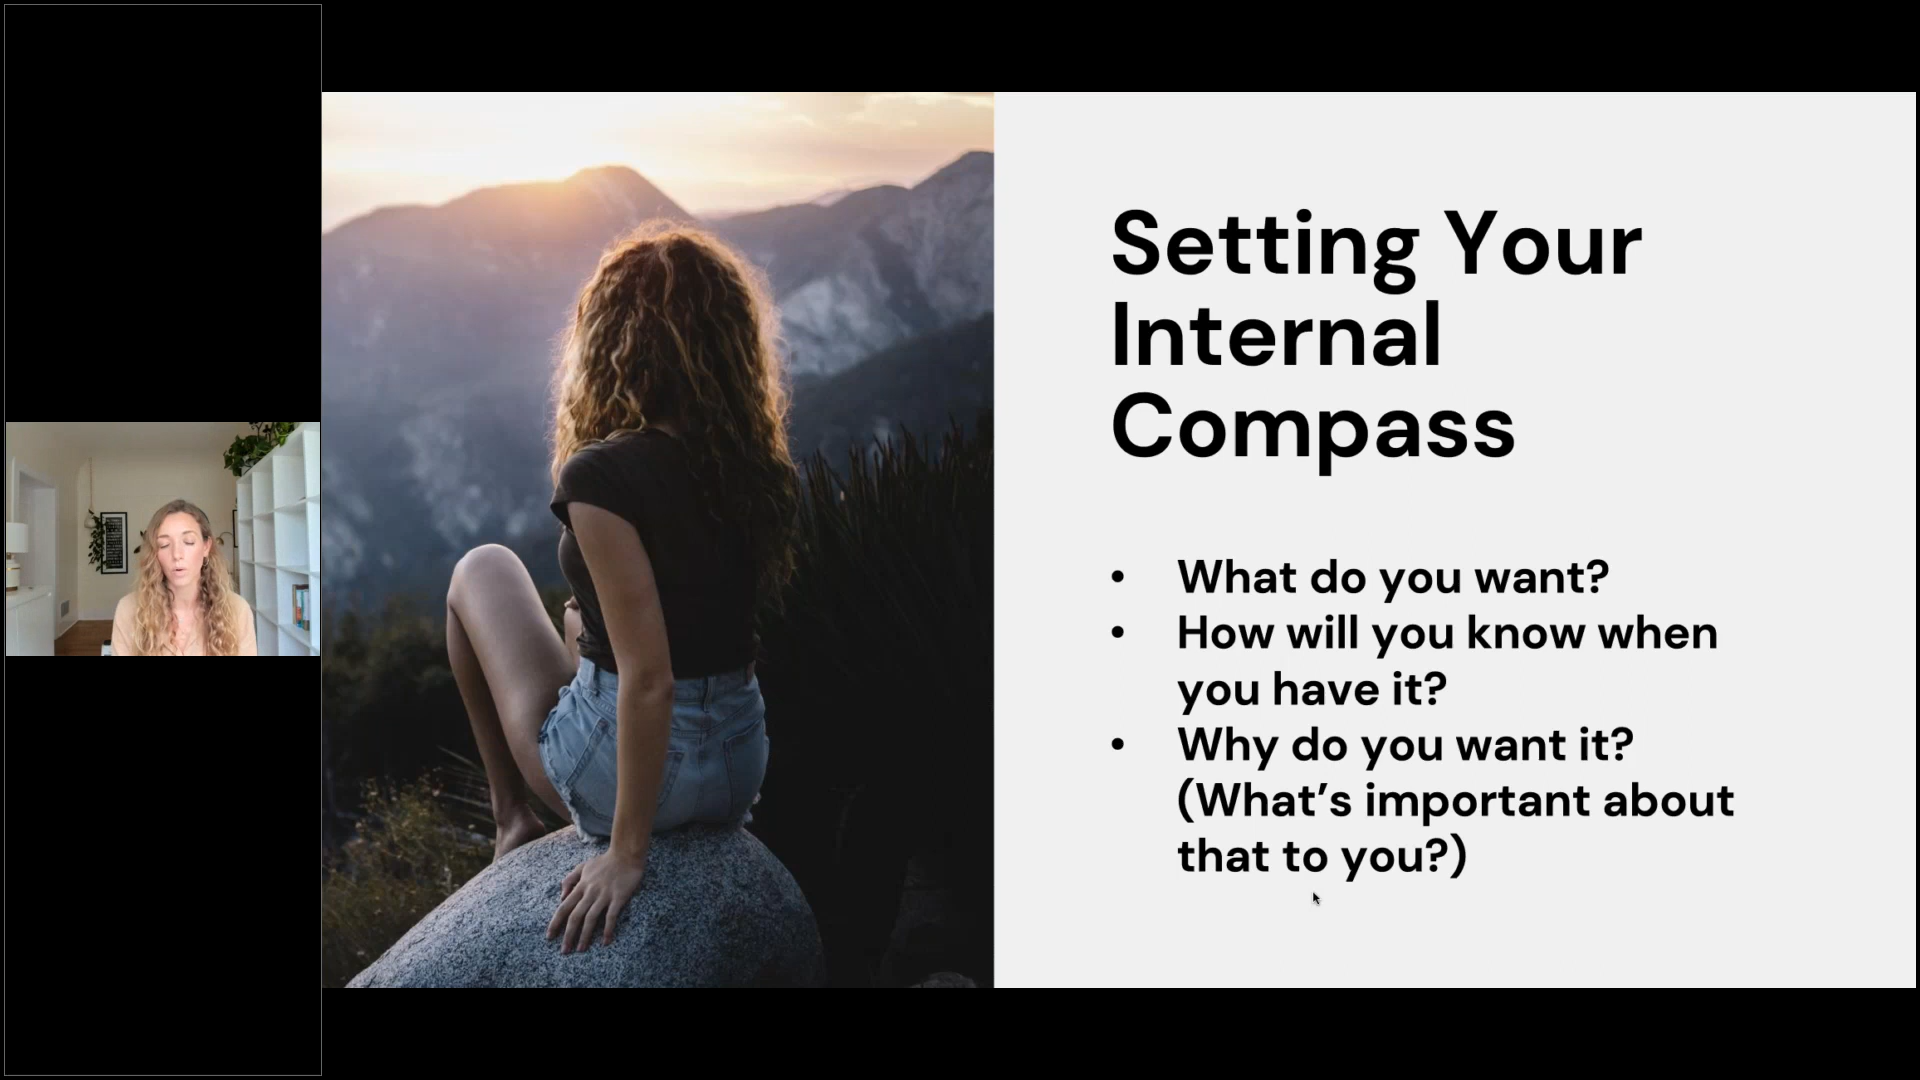 Setting Your
Internal
Compass
• What do you want?
• How will you know when
you have it?
• Why do you want it?
(What’s important about
that to you?)